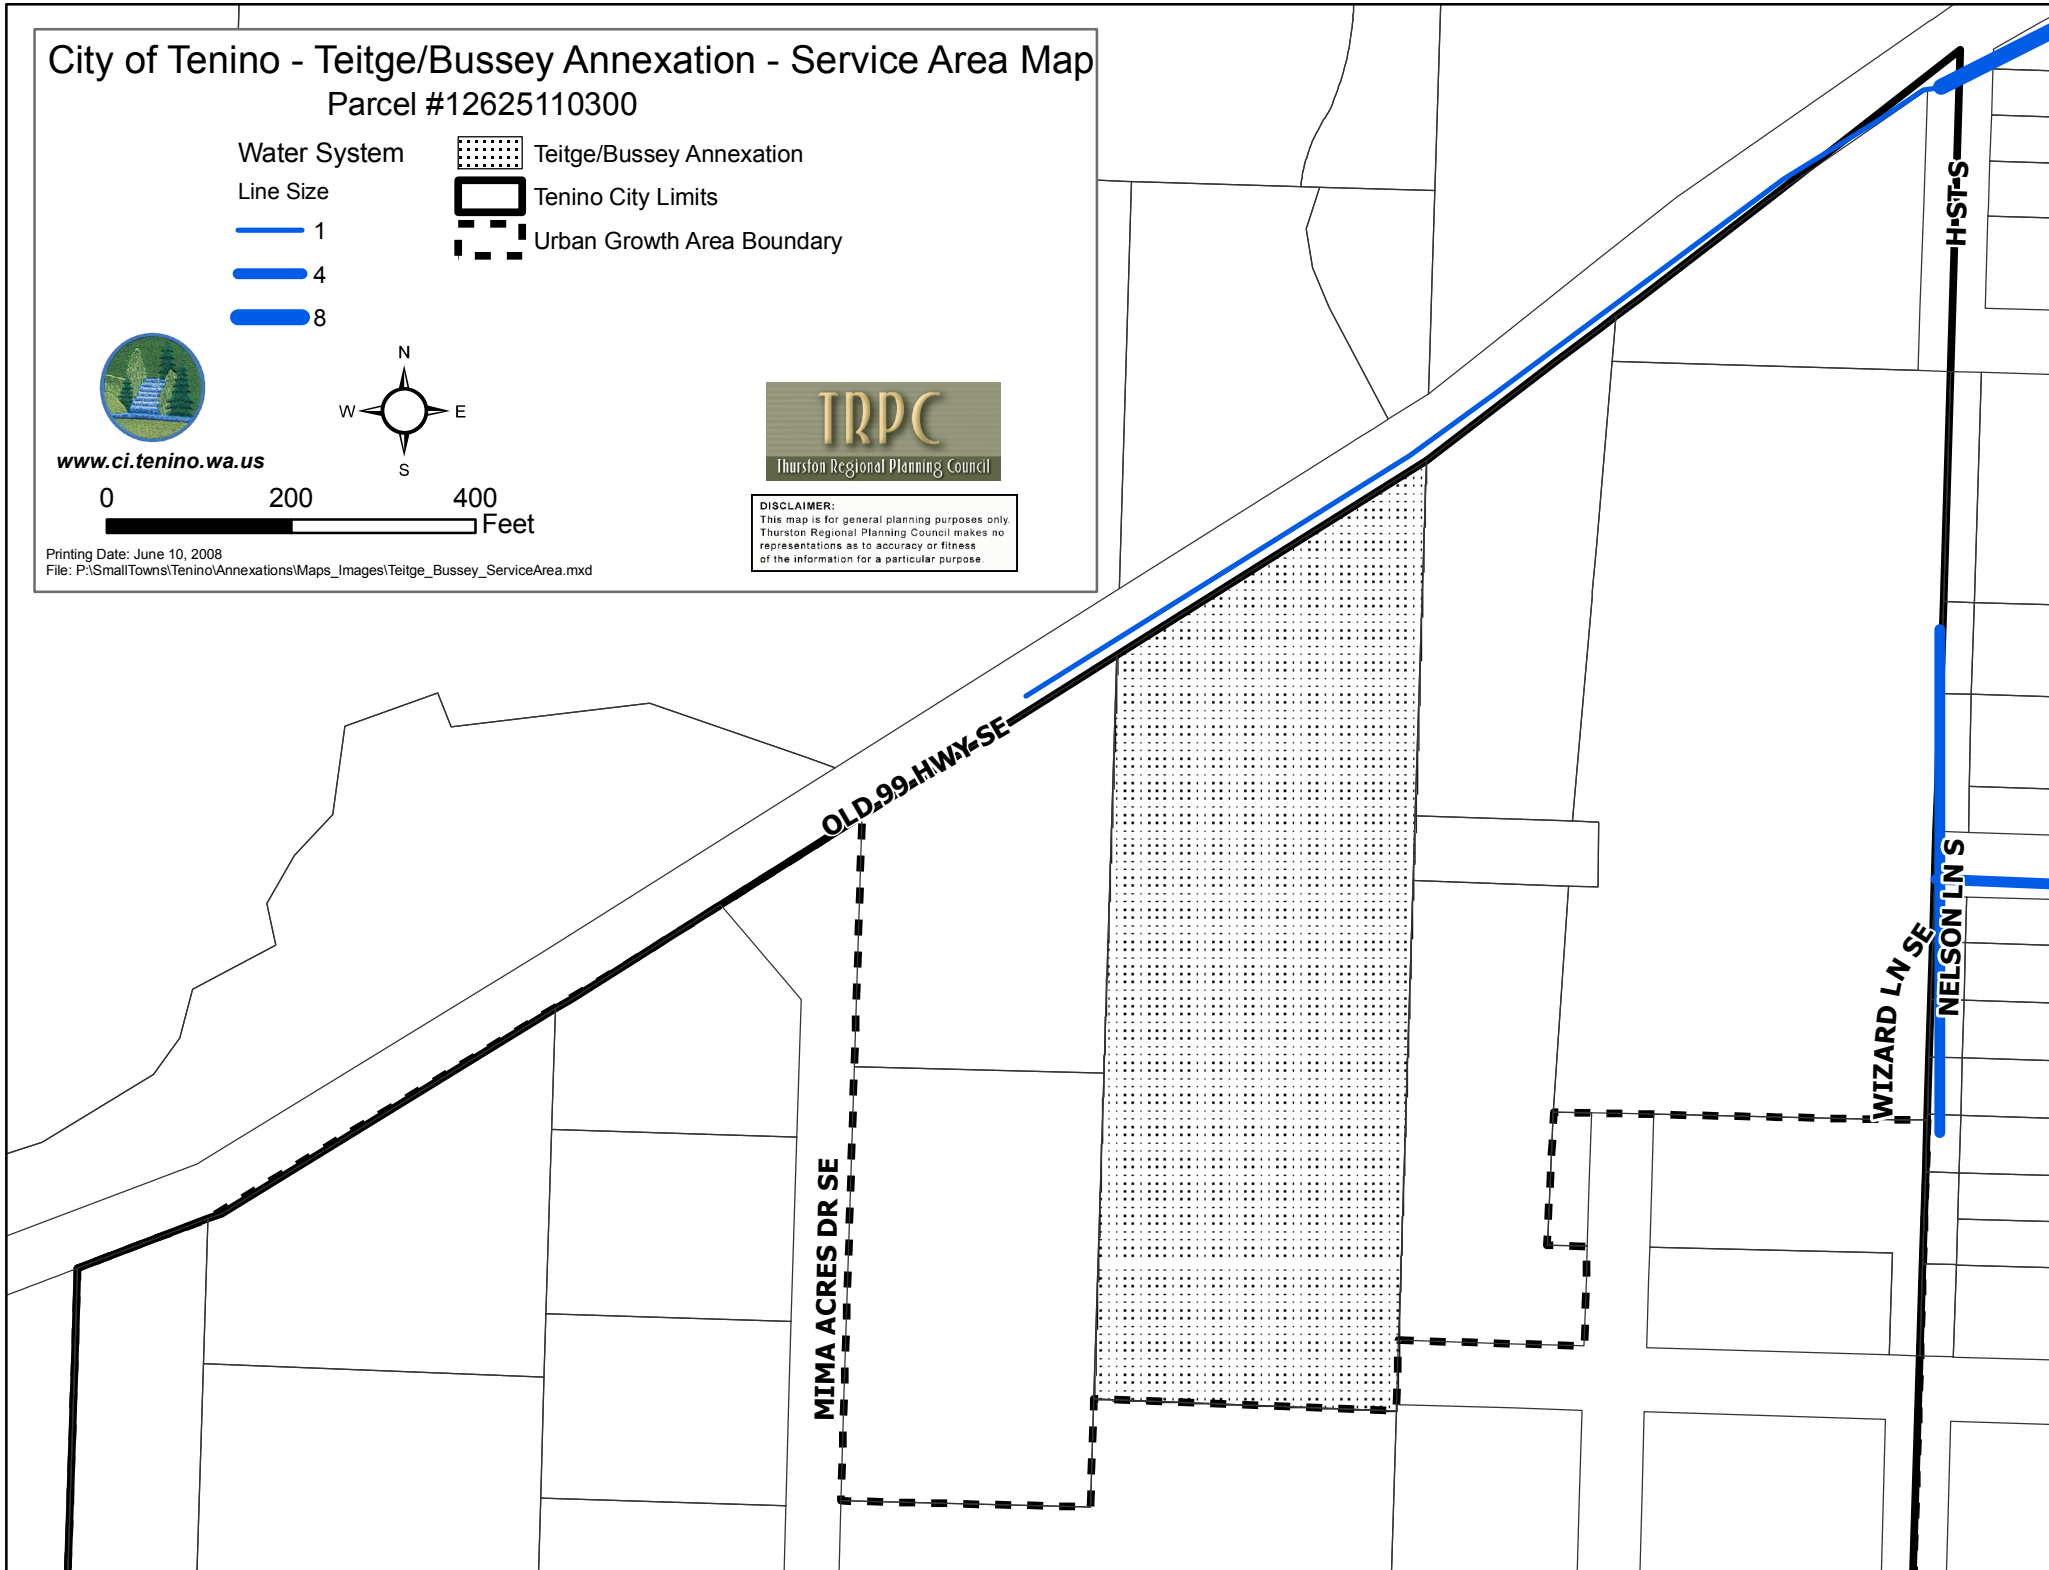 City of Tenino - Teitge/Bussey Annexation - Service Area Map
Parcel #12625110300
Water System
Line Size
1
4
8
Teitge/Bussey Annexation
Tenino City Limits
Urban Growth Area Boundary
N
W
E
S
www.ci.tenino.wa.us
TRPC
Thurston Regional Planning Council
0 200 400
Feet
DISCLAIMER:
This map is for general planning purposes only.
Thurston Regional Planning Council makes no
representations as to accuracy or fitness
of the information for a particular purpose.
Printing Date: June 10, 2008
File: P:\SmallTowns\Tenino\Annexations\Maps_Images\Teitge_Bussey_ServiceArea.mxd
H ST S
OLD 99 HWY SE
NELSON LN S
WIZARD LN SE
MIMA ACRES DR SE